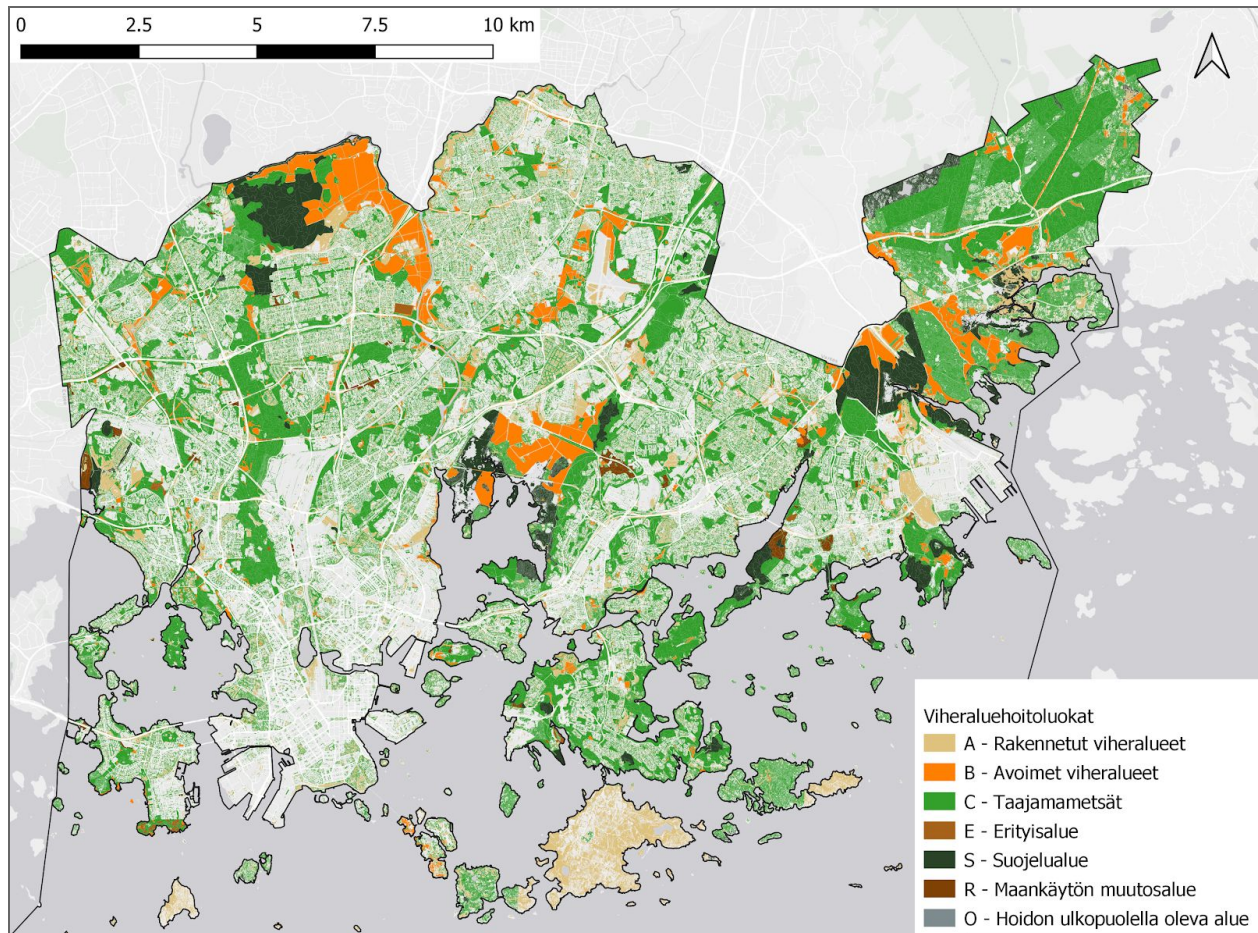 0 2.5 5 7.5 10 km
Viheraluehoitoluokat
A - Rakennetut viheralueet
B - Avoimet viheralueet
C - Taajamametsät
E - Erityisalue
S - Suojelualue
R - Maankäytön muutosalue
O - Hoidon ulkopuolella oleva alue